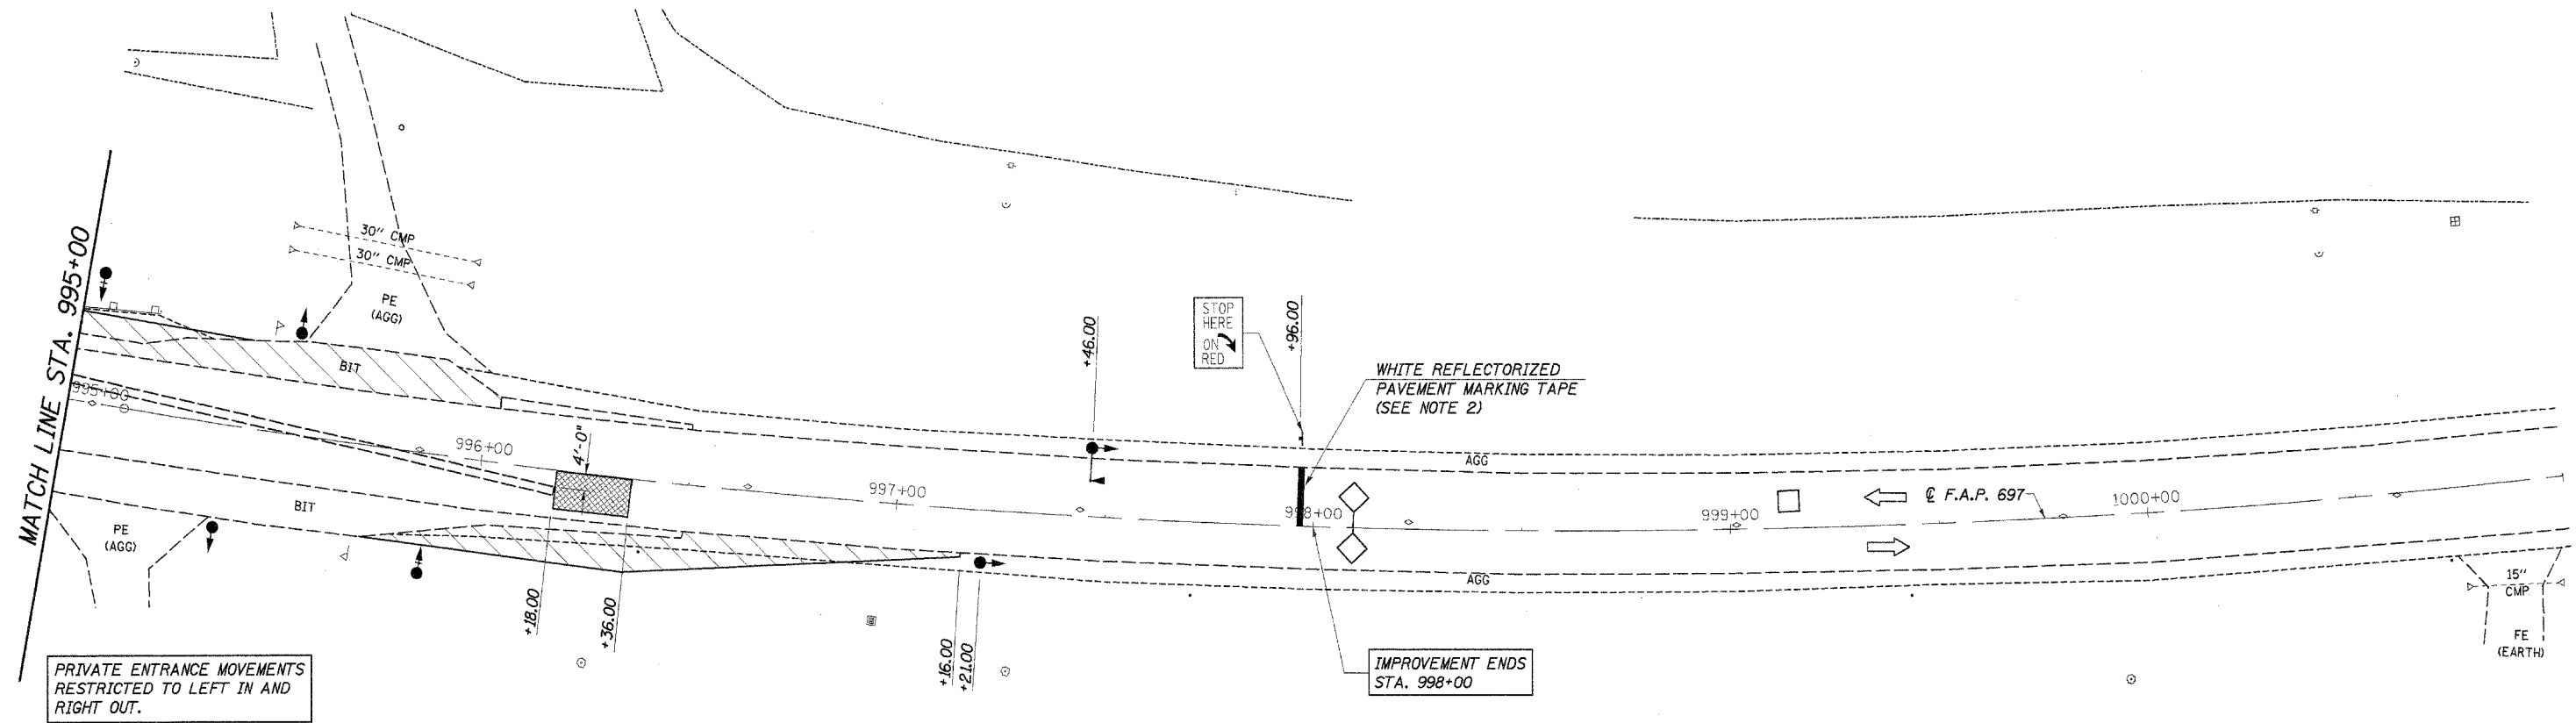 MATCH LINE STA. 995+00
30" CMP
30" CMP
PE
(AGG)
BIT
995+00
996+00
4'-0"
BIT
PE
(AGG)
+18.00
+36.00
997+00
+46.00
STOP
HERE
ON
RED
+96.00
WHITE REFLECTORIZED
PAVEMENT MARKING TAPE
(SEE NOTE 2)
AGG
998+00
999+00
℄ F.A.P. 697
1000+00
AGG
+16.00
+21.00
15"
CMP
FE
(EARTH)
PRIVATE ENTRANCE MOVEMENTS
RESTRICTED TO LEFT IN AND
RIGHT OUT.
IMPROVEMENT ENDS
STA. 998+00